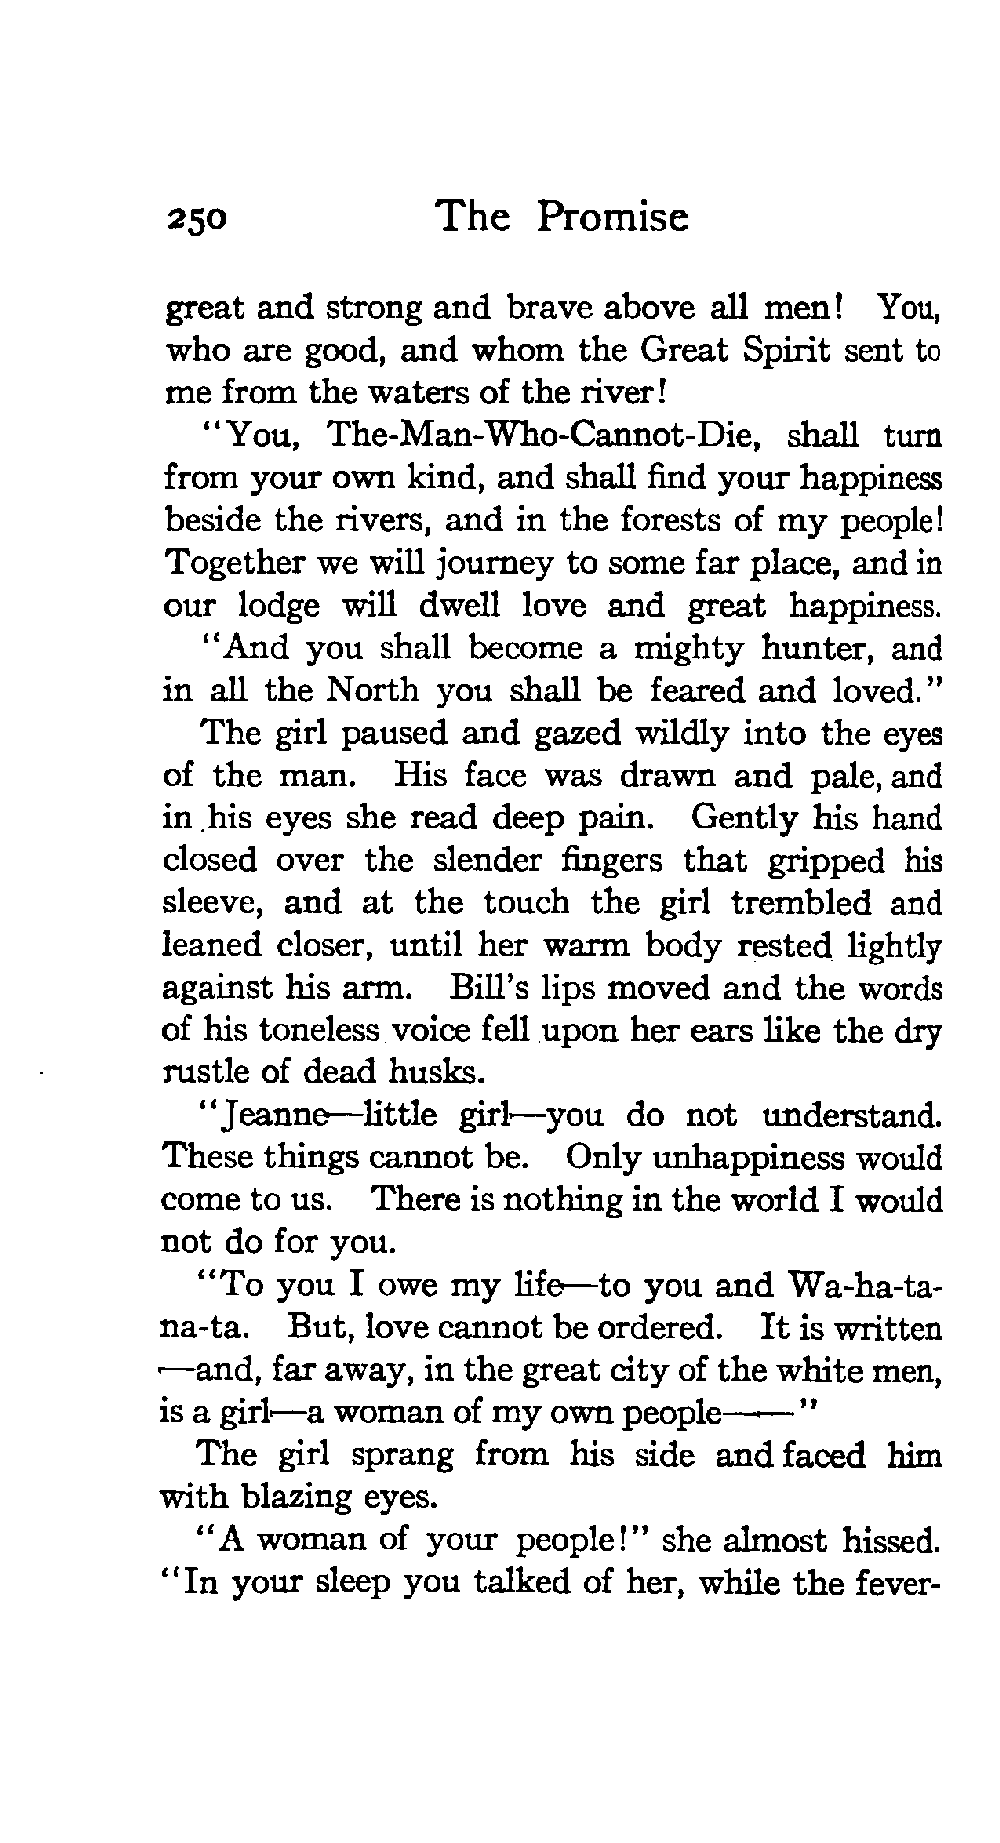 250 The Promise
great and strong and brave above all men! You,
who are good, and whom the Great Spirit sent to
me from the waters of the river!
"You, The-Man-Who-Cannot-Die, shall turn
from your own kind, and shall find your happiness
beside the rivers, and in the forests of my people!
Together we will journey to some far place, and in
our lodge will dwell love and great happiness.
"And you shall become a mighty hunter, and
in all the North you shall be feared and loved."
The girl paused and gazed wildly into the eyes
of the man. His face was drawn and pale, and
in his eyes she read deep pain. Gently his hand
closed over the slender fingers that gripped his
sleeve, and at the touch the girl trembled and
leaned closer, until her warm body rested lightly
against his arm. Bill's lips moved and the words
of his toneless voice fell upon her ears like the dry
rustle of dead husks.
"Jeanne—little girl—you do not understand.
These things cannot be. Only unhappiness would
come to us. There is nothing in the world I would
not do for you.
"To you I owe my life—to you and Wa-ha-ta-
na-ta. But, love cannot be ordered. It is written
—and, far away, in the great city of the white men,
is a girl—a woman of my own people——"
The girl sprang from his side and faced him
with blazing eyes.
"A woman of your people!" she almost hissed.
"In your sleep you talked of her, while the fever-